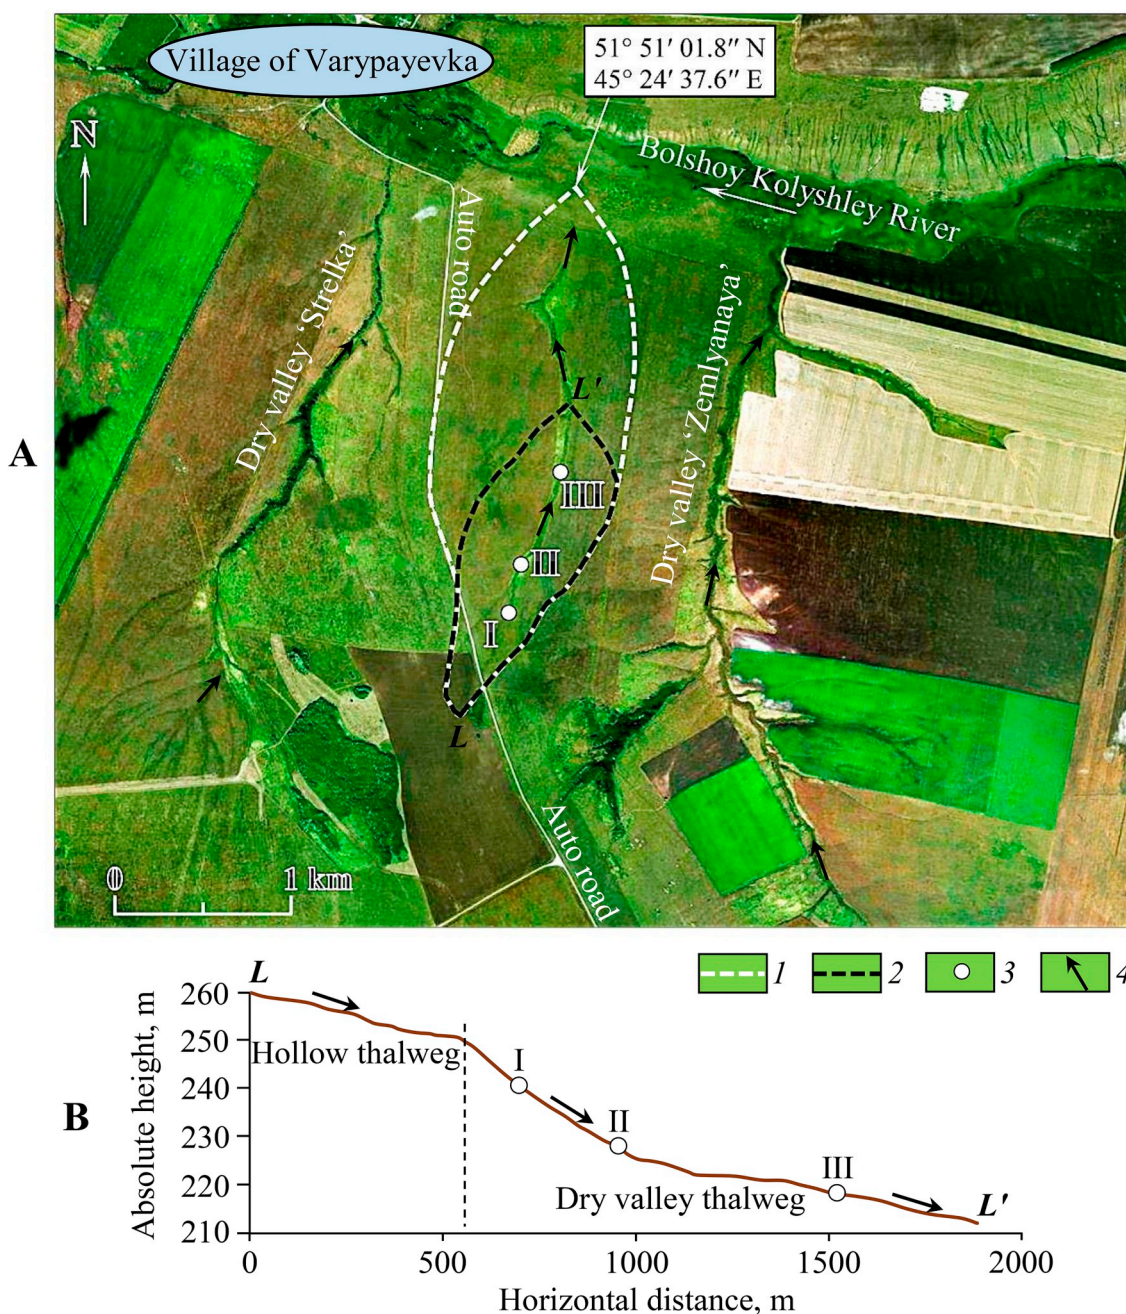 A
Village of Varypayevka
51° 51′ 01.8″ N
45° 24′ 37.6″ E
N
Bolshoy Kolyshley River
Auto road
Dry valley ‘Strelka’
Dry valley ‘Zemlyanaya’
L'
III
II
I
L
Auto road
0 1 km
1 2 3 4
B
L
Absolute height, m
260
250
240
230
220
210
Hollow thalweg
I
II
III
Dry valley thalweg
L'
0 500 1000 1500 2000
Horizontal distance, m